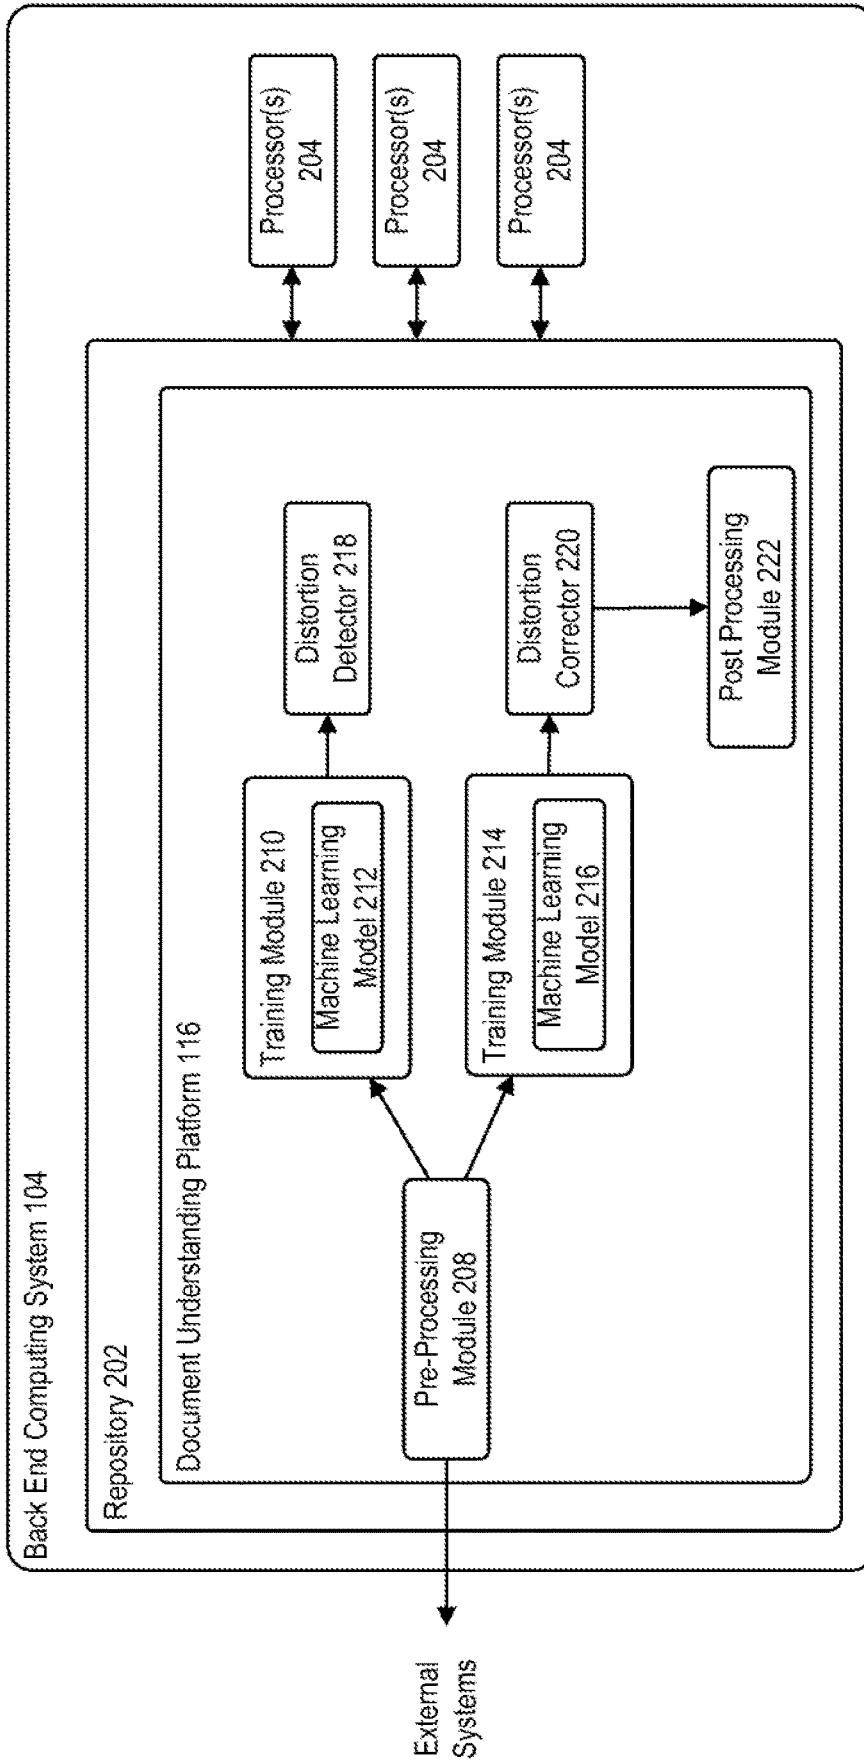 Back End Computing System 104
Repository 202
Document Understanding Platform 116
Training Module 210
Machine Learning
Model 212
Distortion
Detector 218
Pre-Processing
Module 208
Training Module 214
Machine Learning
Model 216
Distortion
Corrector 220
Post Processing
Module 222
External
Systems
Processor(s)
204
Processor(s)
204
Processor(s)
204